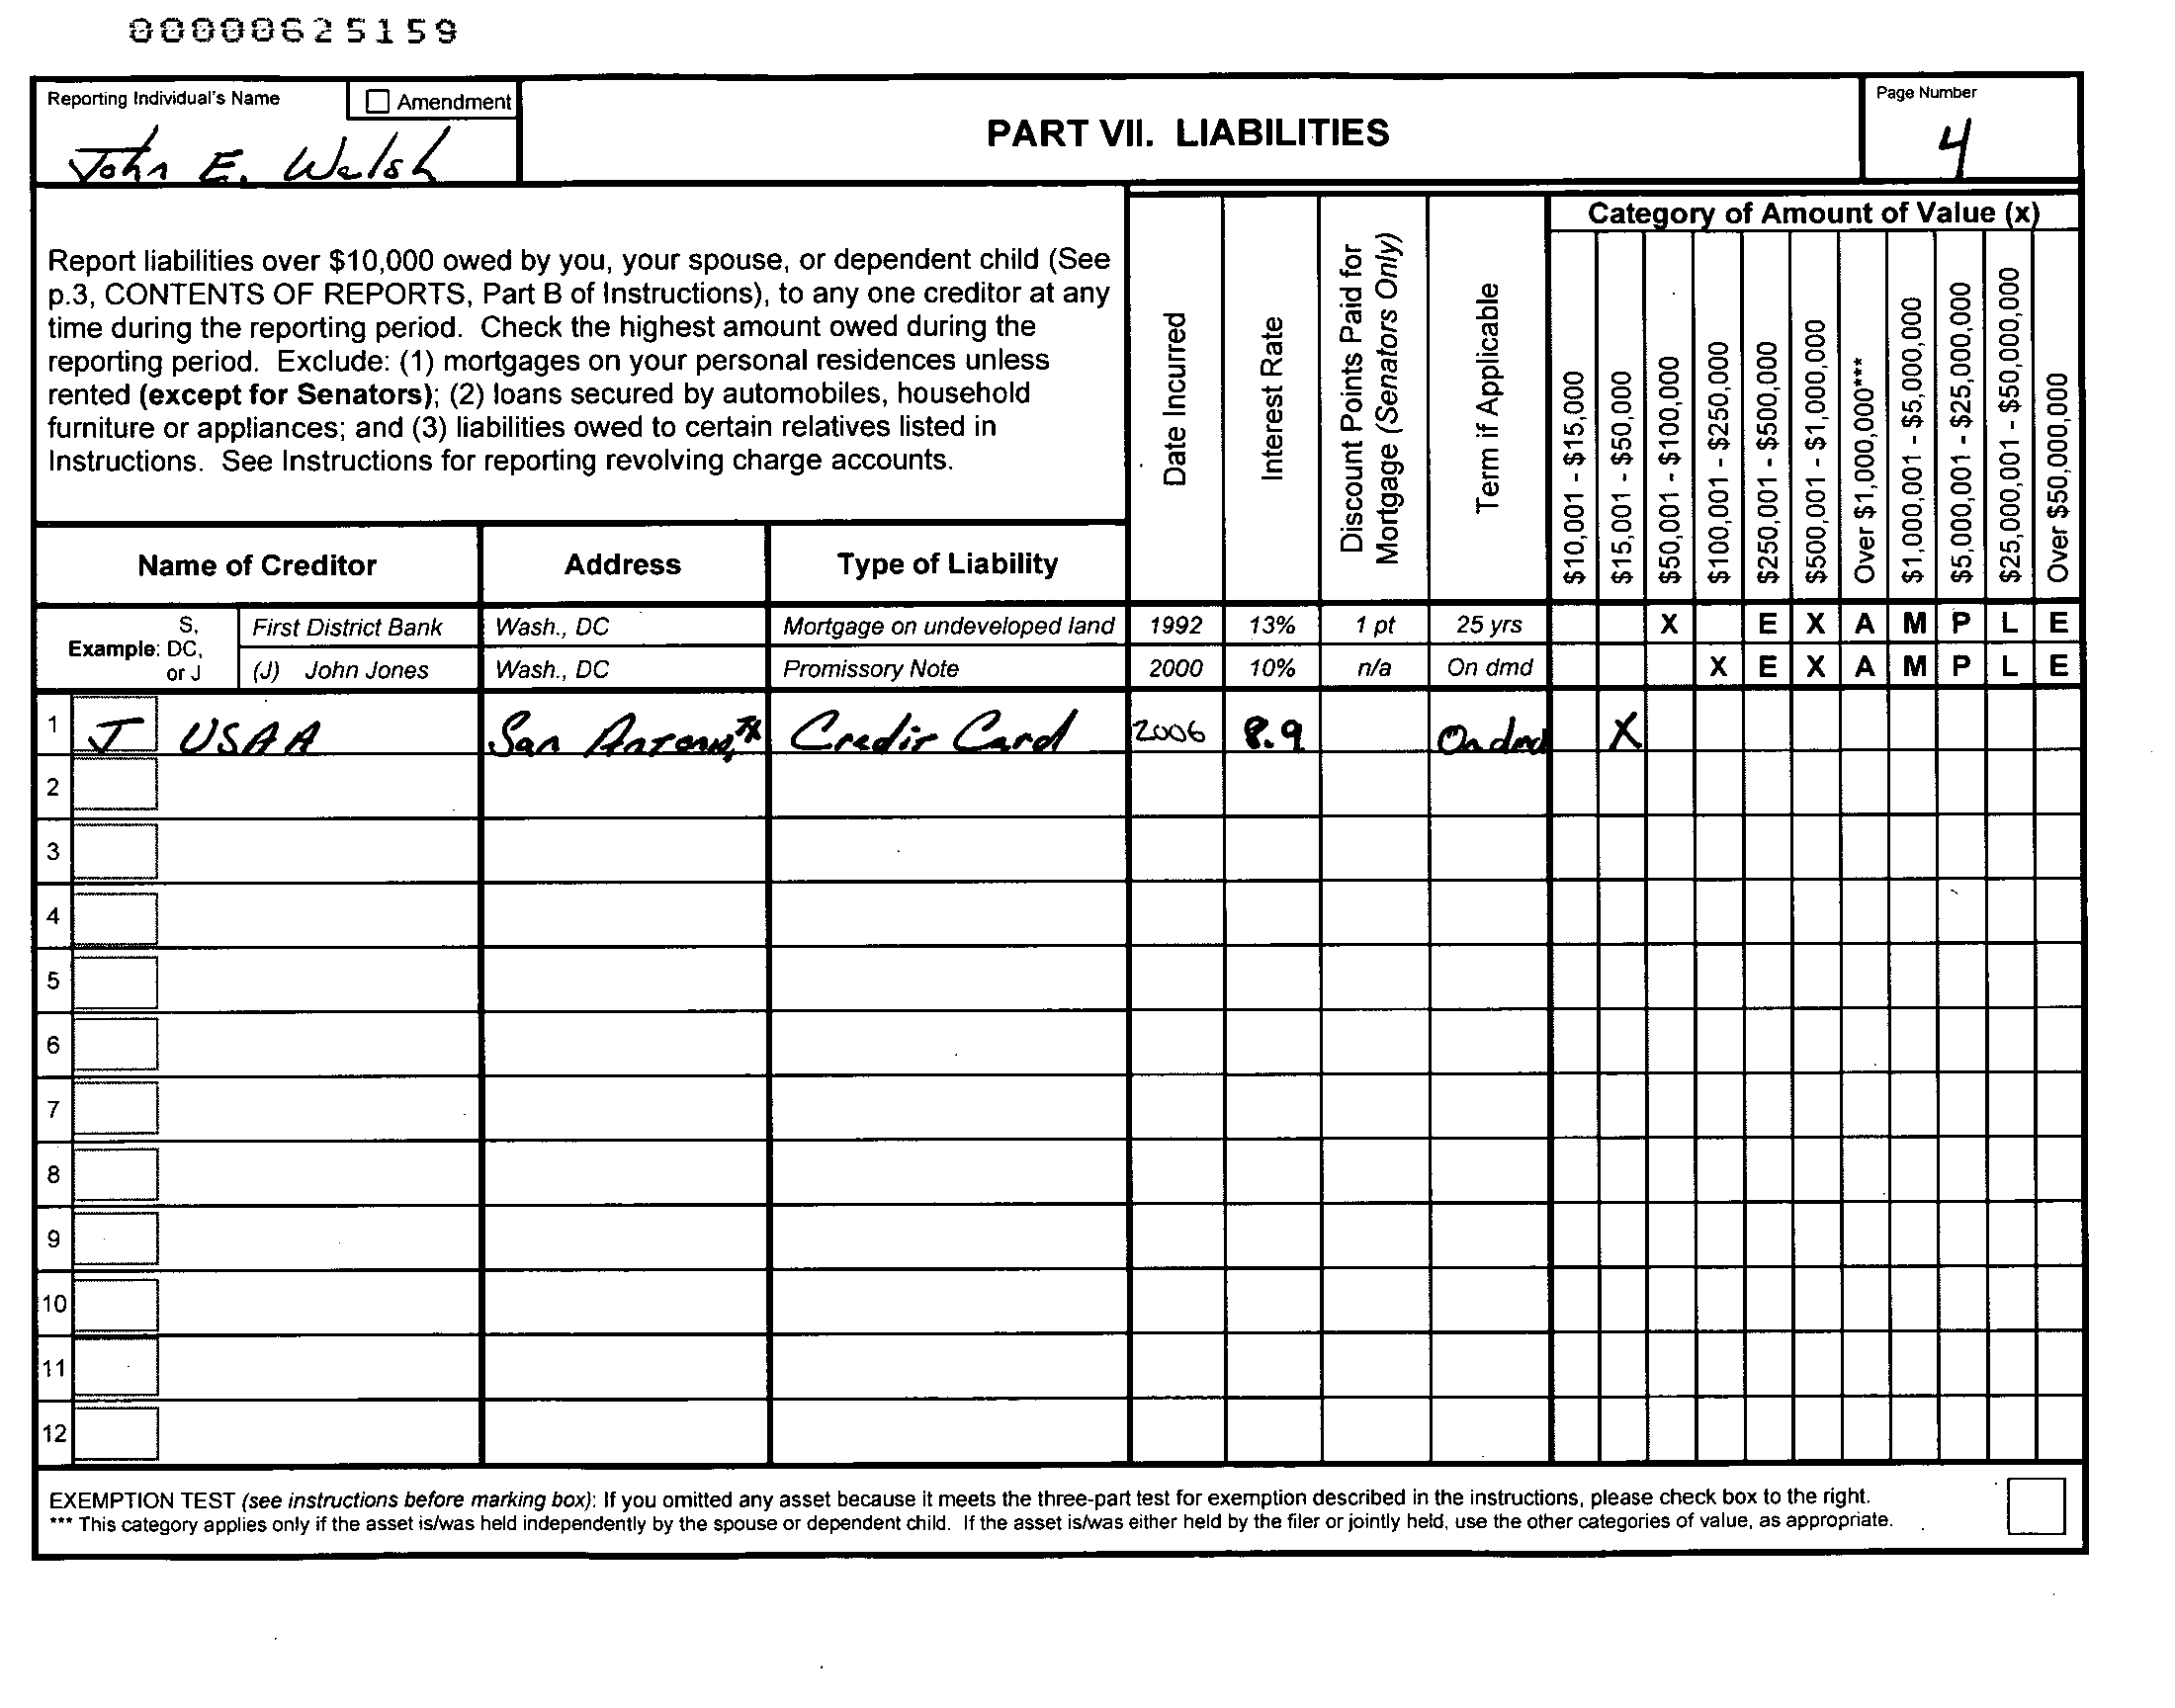 00000625159
Reporting Individual's Name
☐ Amendment
John E. Walsh
PART VII. LIABILITIES
Page Number
4
Report liabilities over $10,000 owed by you, your spouse, or dependent child (See
p.3, CONTENTS OF REPORTS, Part B of Instructions), to any one creditor at any
time during the reporting period. Check the highest amount owed during the
reporting period. Exclude: (1) mortgages on your personal residences unless
rented (except for Senators); (2) loans secured by automobiles, household
furniture or appliances; and (3) liabilities owed to certain relatives listed in
Instructions. See Instructions for reporting revolving charge accounts.
Name of Creditor
Address
Type of Liability
Date Incurred
Interest Rate
Discount Points Paid for
Mortgage (Senators Only)
Term if Applicable
Category of Amount of Value (x)
$10,001 - $15,000
$15,001 - $50,000
$50,001 - $100,000
$100,001 - $250,000
$250,001 - $500,000
$500,001 - $1,000,000
Over $1,000,000***
$1,000,001 - $5,000,000
$5,000,001 - $25,000,000
$25,000,001 - $50,000,000
Over $50,000,000
Example: S,
DC,
or J
First District Bank Wash., DC Mortgage on undeveloped land 1992 13% 1 pt 25 yrs X E X A M P L E
(J) John Jones Wash., DC Promissory Note 2000 10% n/a On dmd X E X A M P L E
1 J USAA San Antonio, TX Credit Card 2006 8.9 On dmd X
2
3
4
5
6
7
8
9
10
11
12
EXEMPTION TEST (see instructions before marking box): If you omitted any asset because it meets the three-part test for exemption described in the instructions, please check box to the right.
*** This category applies only if the asset is/was held independently by the spouse or dependent child. If the asset is/was either held by the filer or jointly held, use the other categories of value, as appropriate.